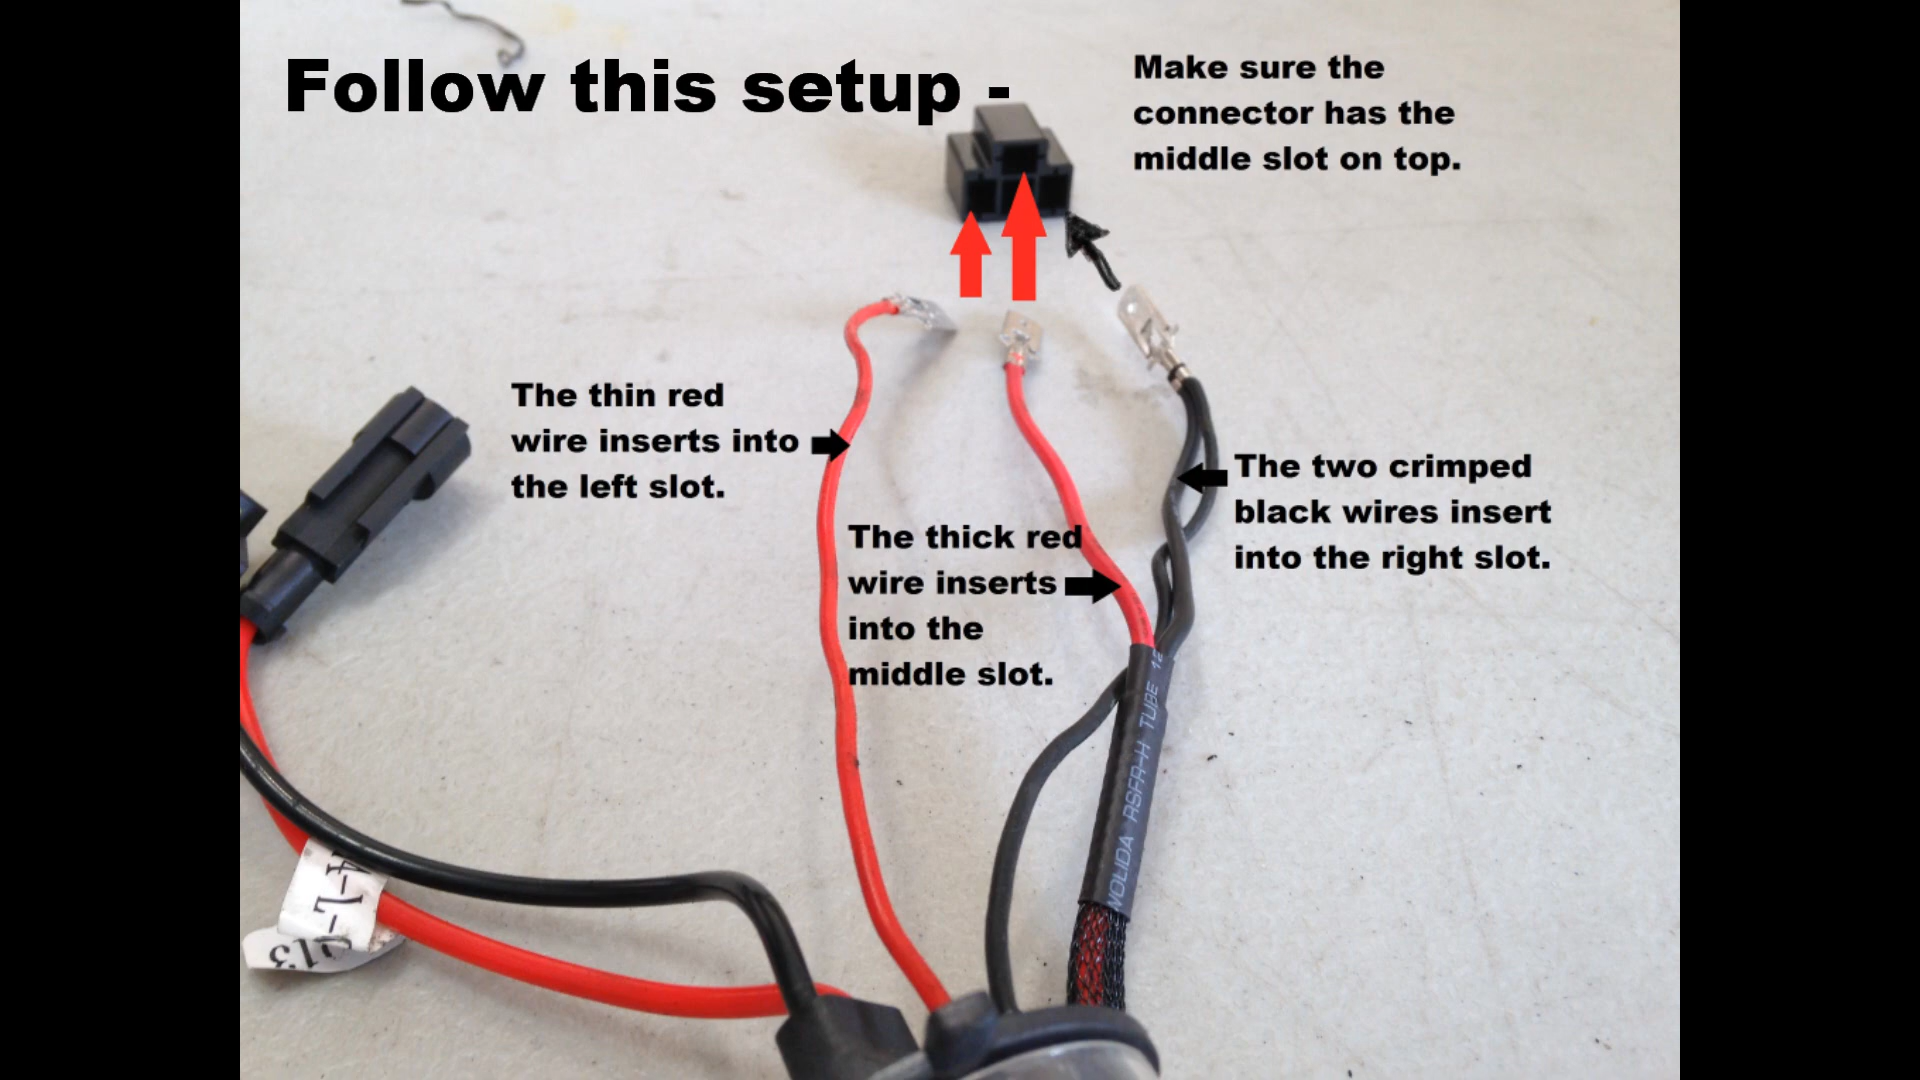 Follow this setup -
Make sure the
connector has the
middle slot on top.
The thin red
wire inserts into
the left slot.
The thick red
wire inserts
into the
middle slot.
The two crimped
black wires insert
into the right slot.
WOLIDA RSFR-H TUBE 12